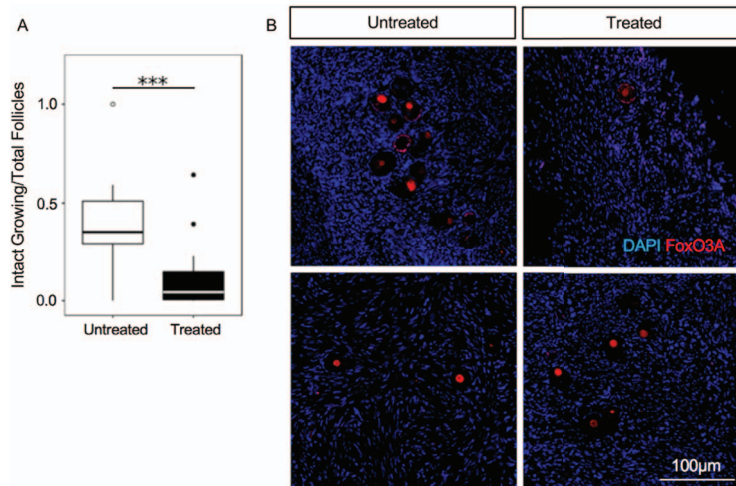 A
B
Untreated
Treated
***
1.0
0.5
0.0
Intact Growing/Total Follicles
Untreated
Treated
DAPI FoxO3A
100μm